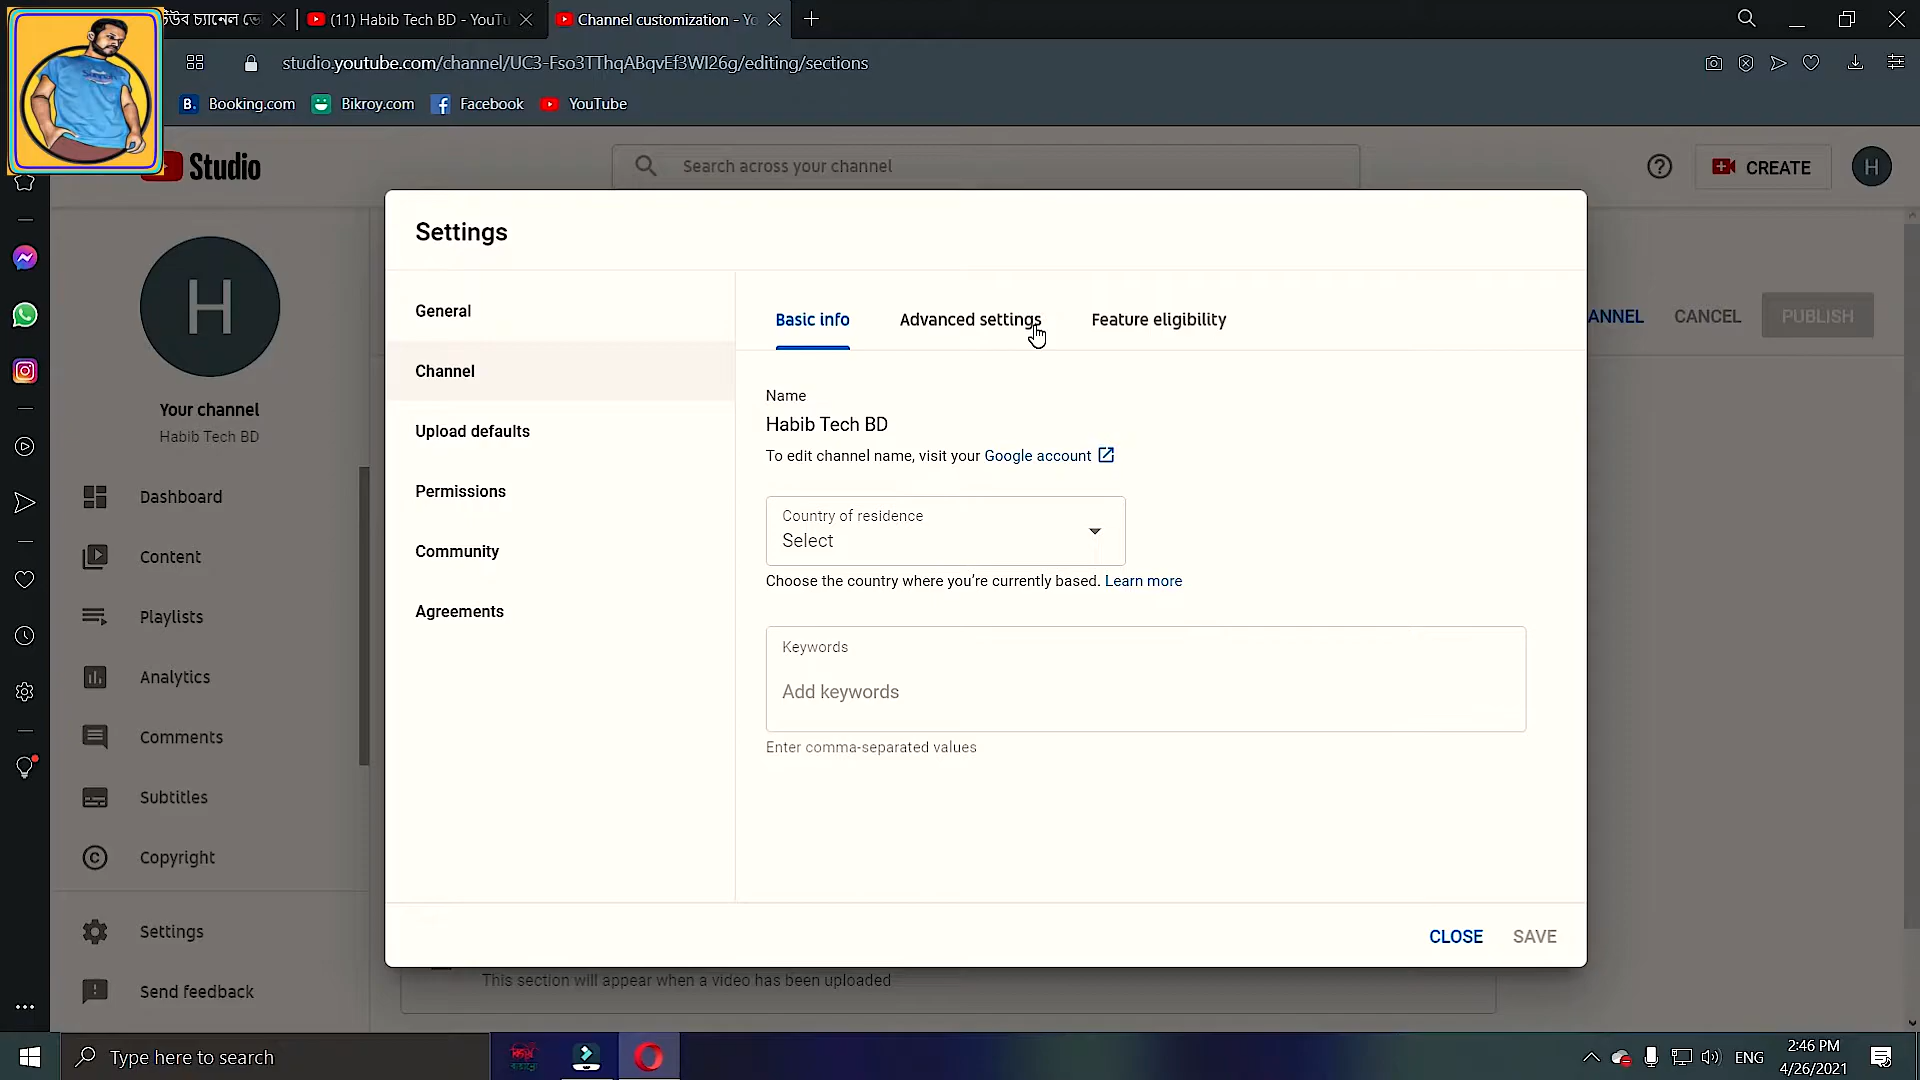 উব চ্যানেল ভে
(11) Habib Tech BD - YouTu
Channel customization - Yo
studio.youtube.com/channel/UC3-Fso3TThqABqvEf3WI26g/editing/sections
B. Booking.com
Bikroy.com
Facebook
YouTube
Studio
Search across your channel
CREATE
H
H
Your channel
Habib Tech BD
Dashboard
Content
Playlists
Analytics
Comments
Subtitles
Copyright
Settings
Send feedback
ANNEL
CANCEL
PUBLISH
Settings
General
Channel
Upload defaults
Permissions
Community
Agreements
Basic info
Advanced settings
Feature eligibility
Name
Habib Tech BD
To edit channel name, visit your Google account
Country of residence
Select
Choose the country where you’re currently based. Learn more
Keywords
Add keywords
Enter comma-separated values
CLOSE
SAVE
This section will appear when a video has been uploaded
Type here to search
ENG
2:46 PM
4/26/2021